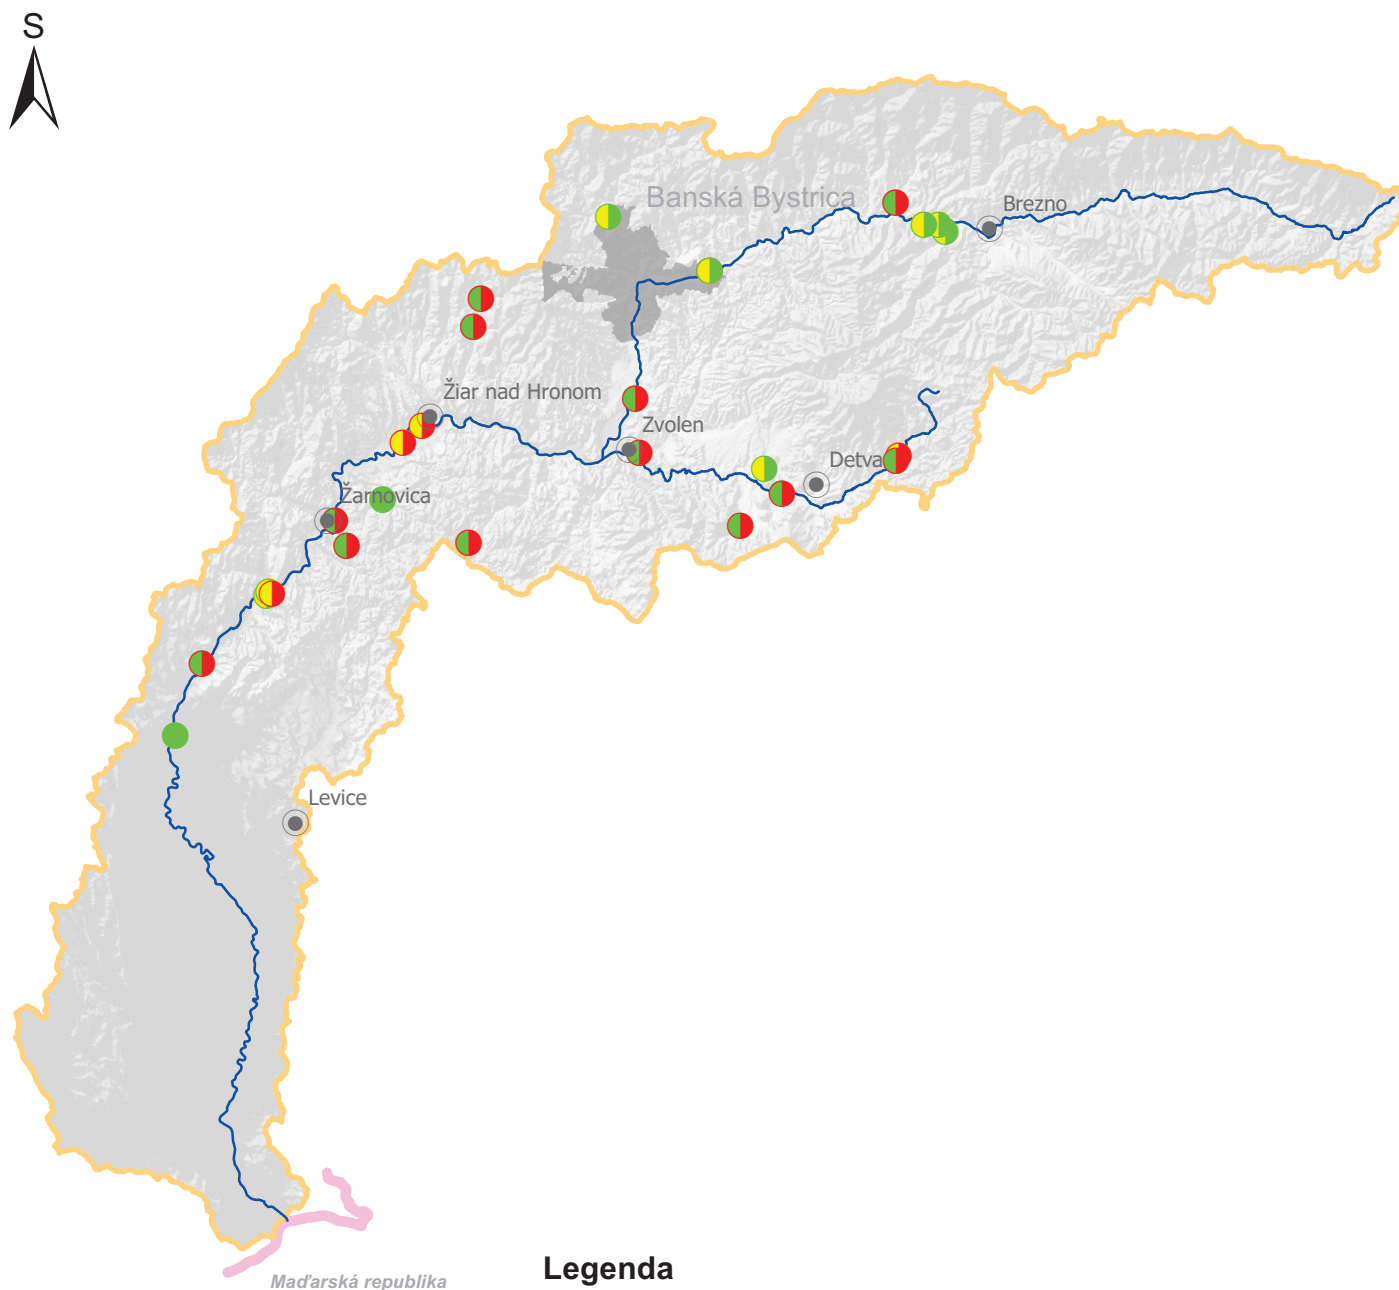 S
Banská Bystrica
Brezno
Žiar nad Hronom
Zvolen
Detva
Žarnovica
Levice
Maďarská republika
Legenda